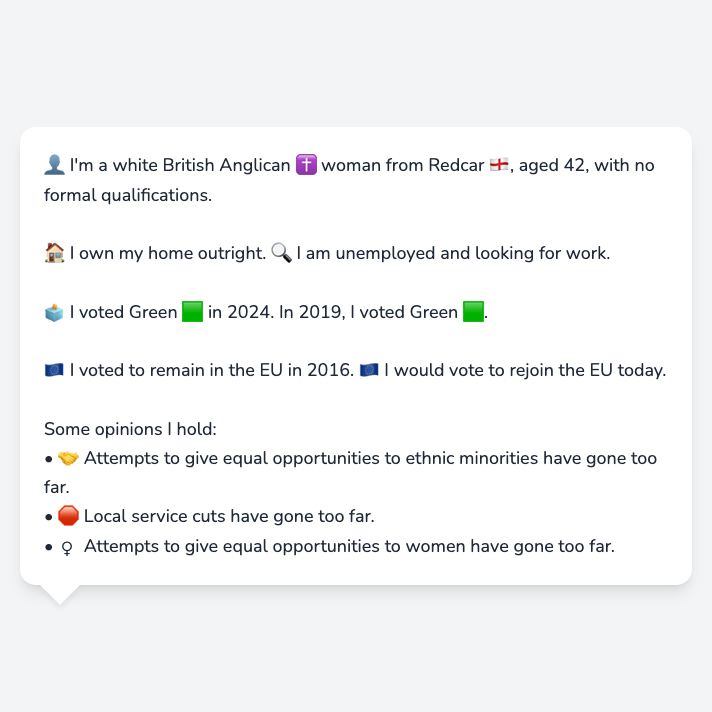 👤 I'm a white British Anglican ✝️ woman from Redcar 🏴󠁧󠁢󠁥󠁮󠁧󠁿, aged 42, with no
formal qualifications.
🏠 I own my home outright. 🔍 I am unemployed and looking for work.
🗳️ I voted Green 🟩 in 2024. In 2019, I voted Green 🟩.
🇪🇺 I voted to remain in the EU in 2016. 🇪🇺 I would vote to rejoin the EU today.
Some opinions I hold:
• 🤝 Attempts to give equal opportunities to ethnic minorities have gone too
far.
• 🛑 Local service cuts have gone too far.
• ♀ Attempts to give equal opportunities to women have gone too far.